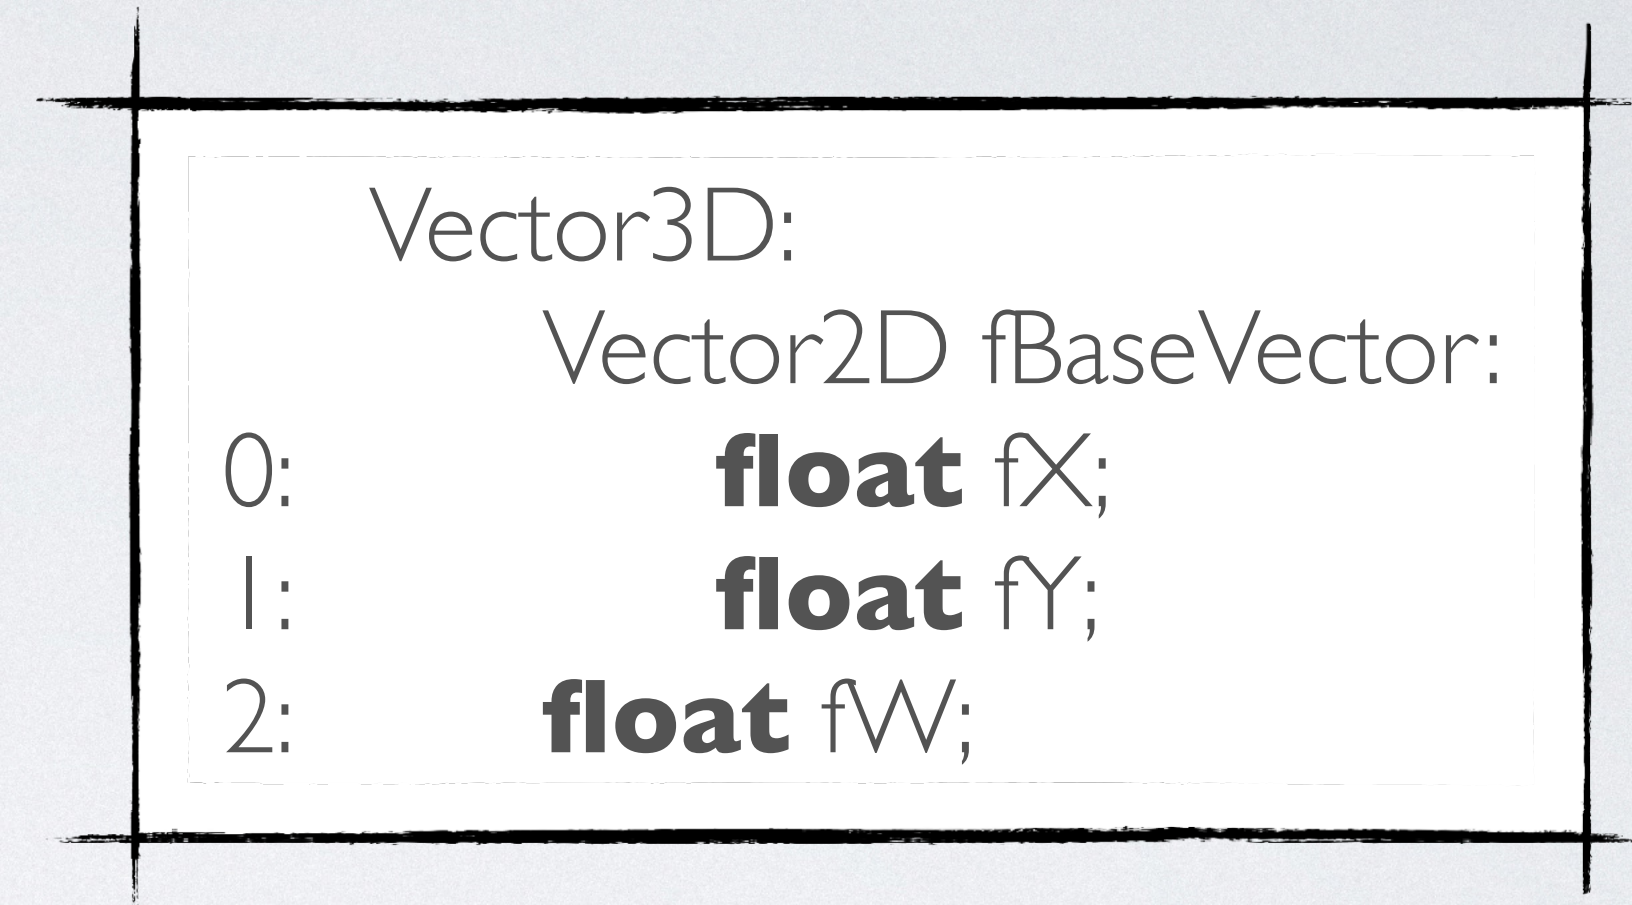 Vector3D:
Vector2D fBaseVector:
0: float fX;
1: float fY;
2: float fW;